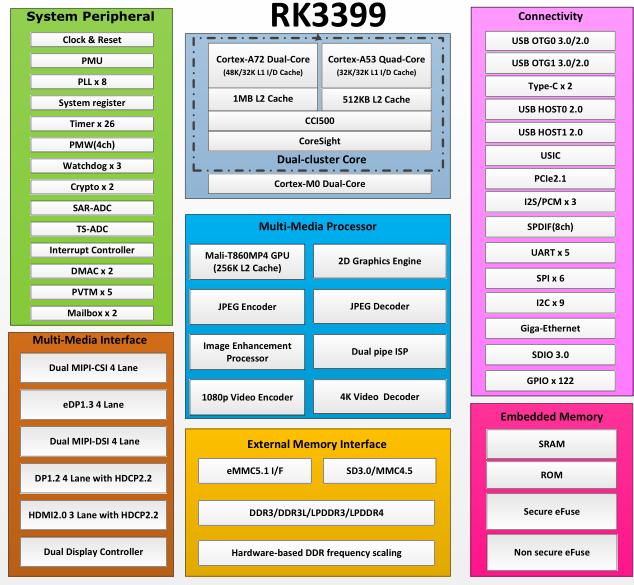 RK3399
System Peripheral
Clock & Reset
PMU
PLL x 8
System register
Timer x 26
PMW(4ch)
Watchdog x 3
Crypto x 2
SAR-ADC
TS-ADC
Interrupt Controller
DMAC x 2
PVTM x 5
Mailbox x 2
Multi-Media Interface
Dual MIPI-CSI 4 Lane
eDP1.3 4 Lane
Dual MIPI-DSI 4 Lane
DP1.2 4 Lane with HDCP2.2
HDMI2.0 3 Lane with HDCP2.2
Dual Display Controller
Cortex-A72 Dual-Core
(48K/32K L1 I/D Cache)
Cortex-A53 Quad-Core
(32K/32K L1 I/D Cache)
1MB L2 Cache
512KB L2 Cache
CCI500
CoreSight
Dual-cluster Core
Cortex-M0 Dual-Core
Multi-Media Processor
Mali-T860MP4 GPU
(256K L2 Cache)
2D Graphics Engine
JPEG Encoder
JPEG Decoder
Image Enhancement
Processor
Dual pipe ISP
1080p Video Encoder
4K Video Decoder
External Memory Interface
eMMC5.1 I/F
SD3.0/MMC4.5
DDR3/DDR3L/LPDDR3/LPDDR4
Hardware-based DDR frequency scaling
Connectivity
USB OTG0 3.0/2.0
USB OTG1 3.0/2.0
Type-C x 2
USB HOST0 2.0
USB HOST1 2.0
USIC
PCIe2.1
I2S/PCM x 3
SPDIF(8ch)
UART x 5
SPI x 6
I2C x 9
Giga-Ethernet
SDIO 3.0
GPIO x 122
Embedded Memory
SRAM
ROM
Secure eFuse
Non secure eFuse